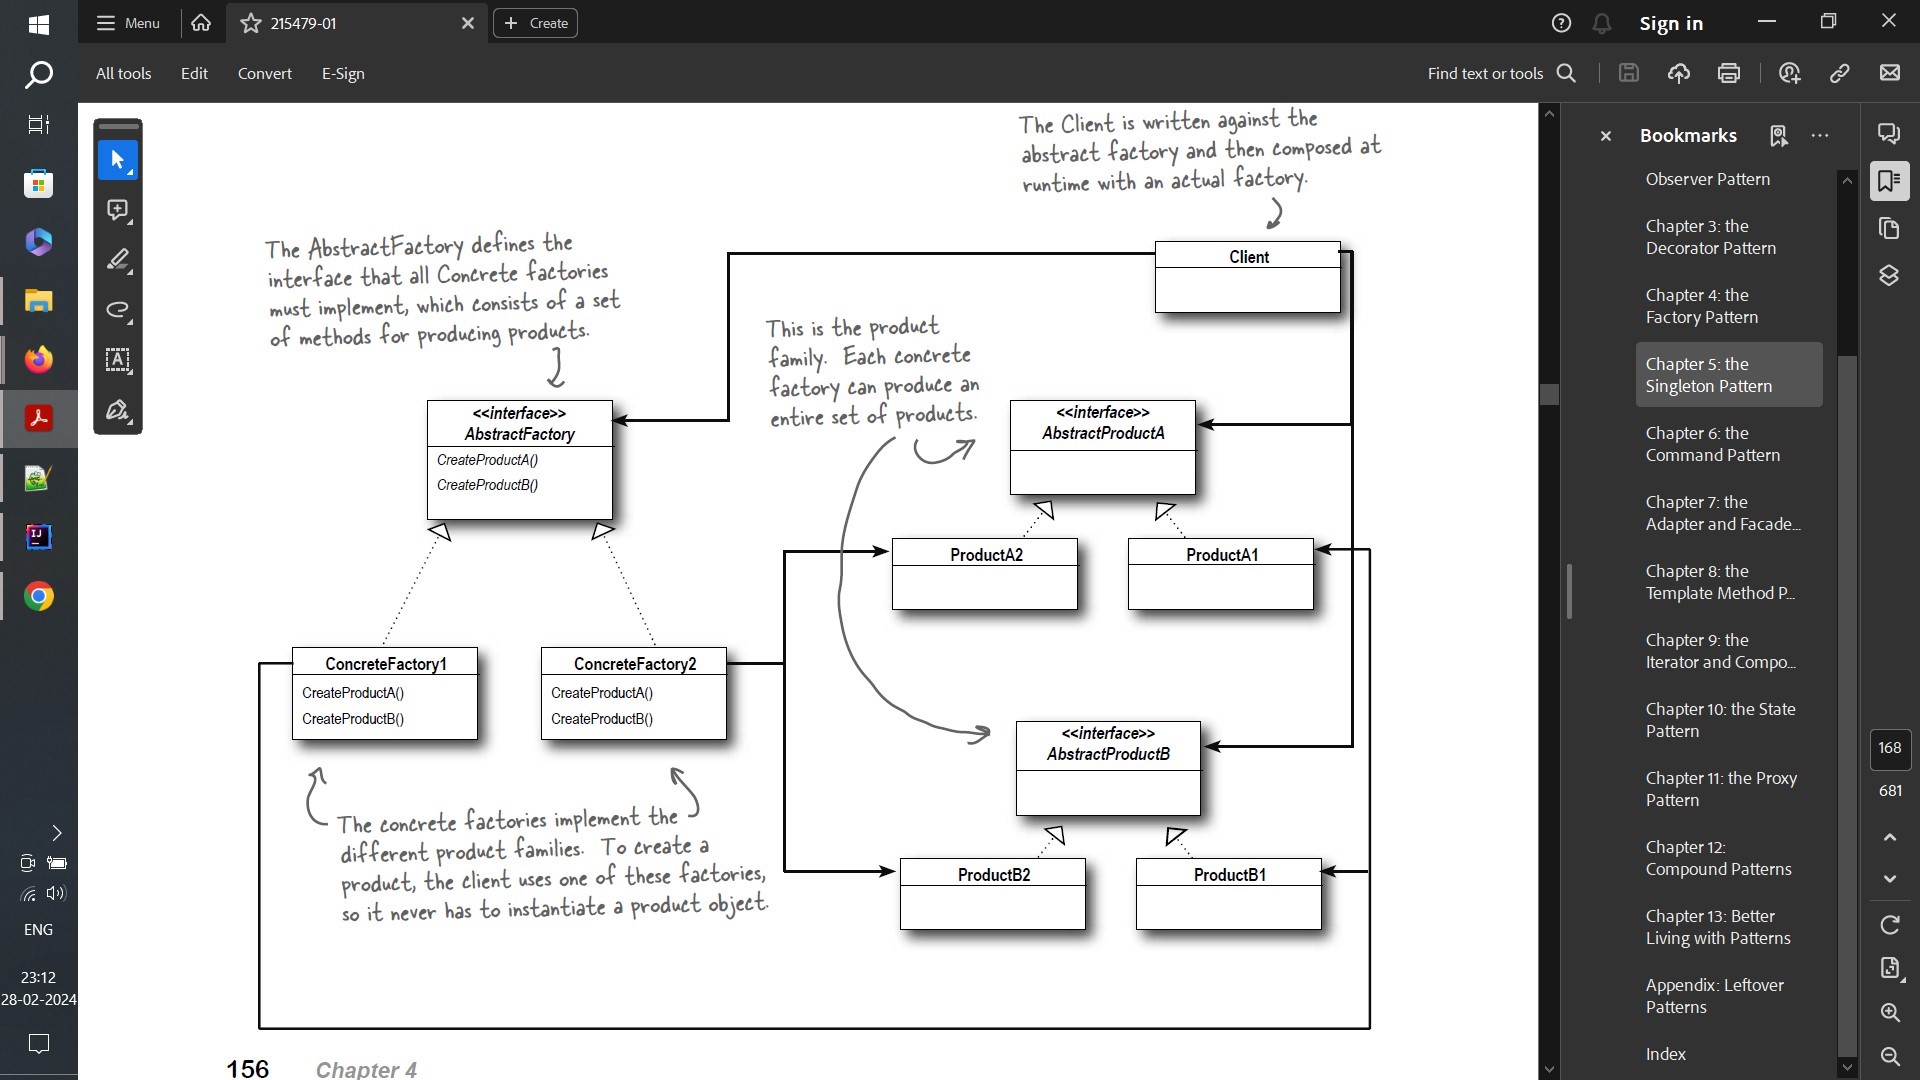 Menu
215479-01
Create
Sign in
All tools
Edit
Convert
E-Sign
Find text or tools
The Client is written against the
abstract factory and then composed at
runtime with an actual factory.
The AbstractFactory defines the
interface that all Concrete factories
must implement, which consists of a set
of methods for producing products.
Client
This is the product
family. Each concrete
factory can produce an
entire set of products.
<<interface>>
AbstractFactory
CreateProductA()
CreateProductB()
<<interface>>
AbstractProductA
ProductA2
ProductA1
ConcreteFactory1
CreateProductA()
CreateProductB()
ConcreteFactory2
CreateProductA()
CreateProductB()
<<interface>>
AbstractProductB
ProductB2
ProductB1
The concrete factories implement the
different product families. To create a
product, the client uses one of these factories,
so it never has to instantiate a product object.
156
Chapter 4
Bookmarks
Observer Pattern
Chapter 3: the
Decorator Pattern
Chapter 4: the
Factory Pattern
Chapter 5: the
Singleton Pattern
Chapter 6: the
Command Pattern
Chapter 7: the
Adapter and Facade...
Chapter 8: the
Template Method P...
Chapter 9: the
Iterator and Compo...
Chapter 10: the State
Pattern
Chapter 11: the Proxy
Pattern
Chapter 12:
Compound Patterns
Chapter 13: Better
Living with Patterns
Appendix: Leftover
Patterns
Index
168
681
IJ
ENG
23:12
28-02-2024